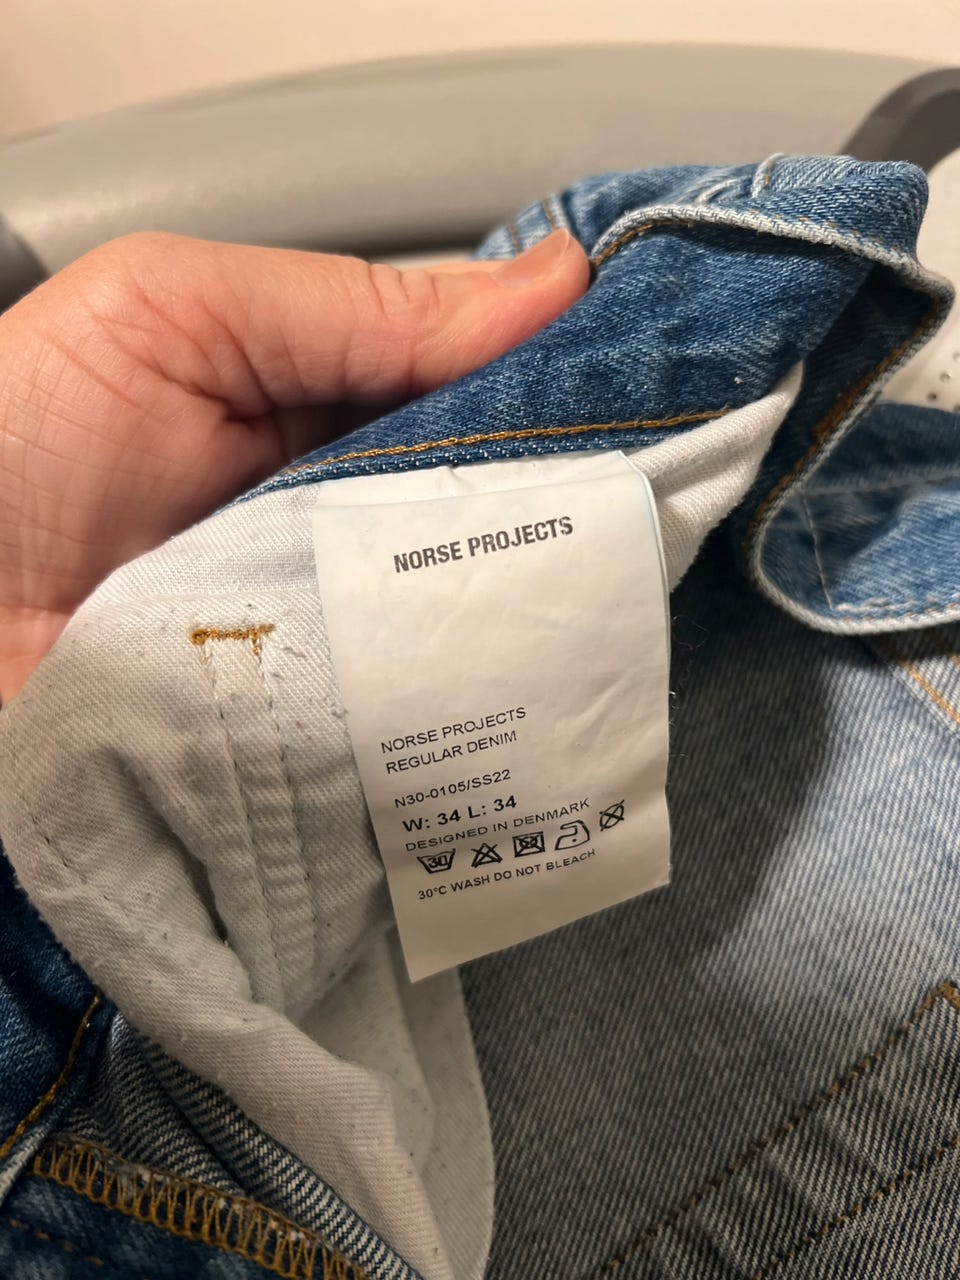 NORSE PROJECTS
NORSE PROJECTS
REGULAR DENIM
N30-0105/SS22
W: 34 L: 34
DESIGNED IN DENMARK
30
30°C WASH DO NOT BLEACH